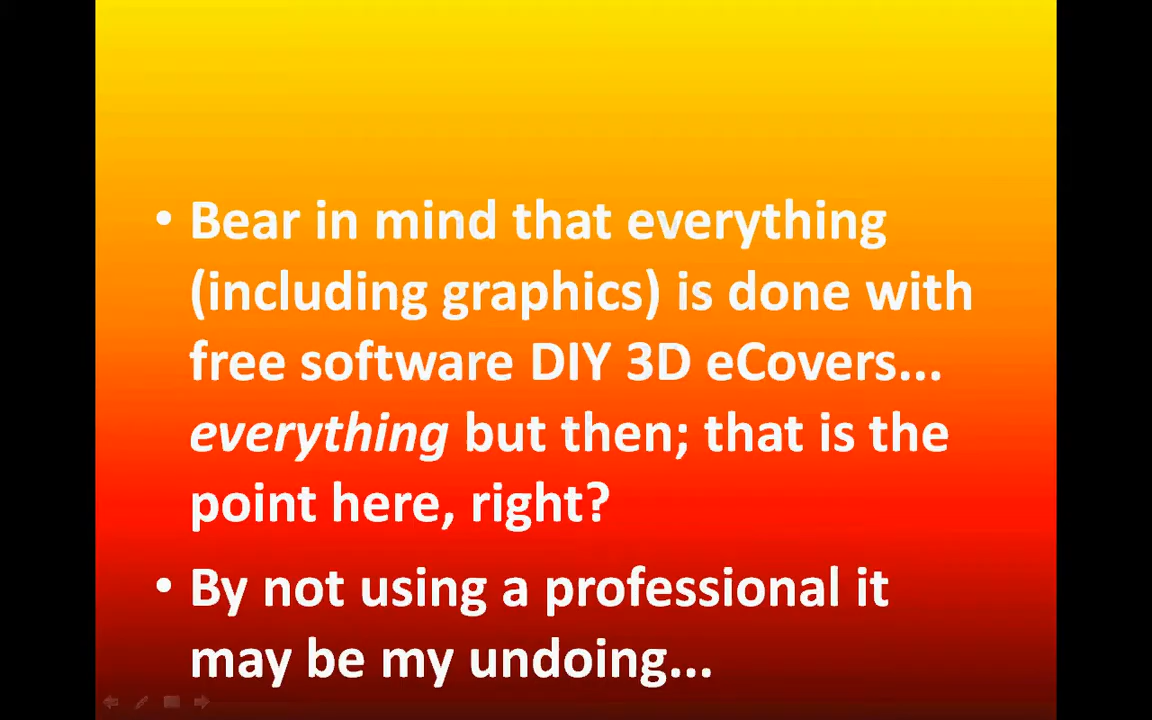 • Bear in mind that everything
(including graphics) is done with
free software DIY 3D eCovers...
everything but then; that is the
point here, right?
• By not using a professional it
may be my undoing...